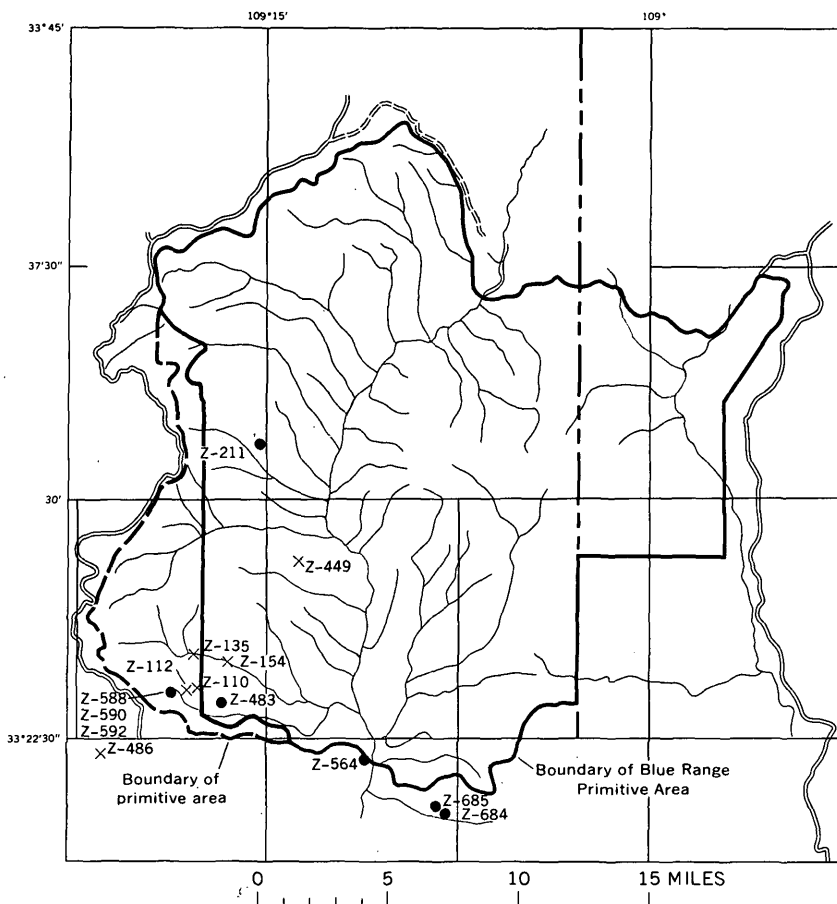 109°15'
109°
33°45'
37'30"
Z-211
30'
Z-449
Z-135
Z-154
Z-112
Z-110
Z-588
Z-483
Z-590
Z-592
33°22'30"
Z-486
Z-564
Boundary of
primitive area
Boundary of Blue Range
Primitive Area
Z-685
Z-684
0 5 10 15 MILES